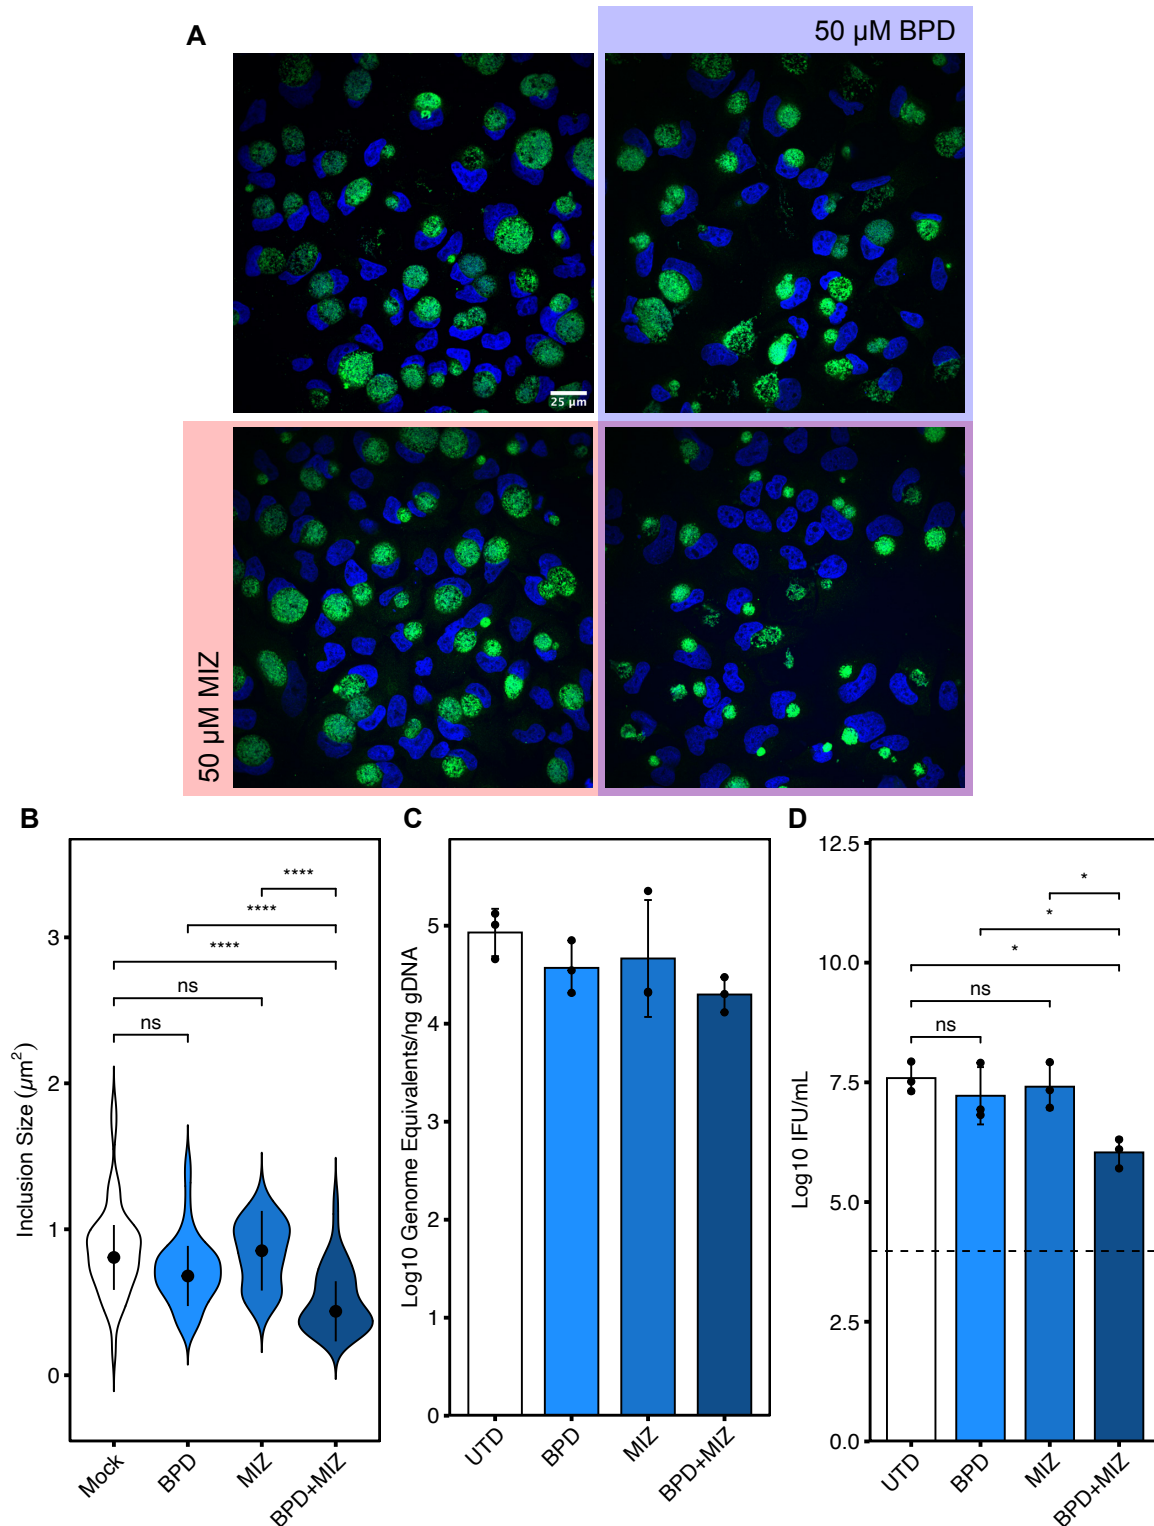 A
50 µM BPD
25 µm
50 µM MIZ
B
****
****
****
ns
ns
3
2
1
0
Inclusion Size (µm²)
Mock
BPD
MIZ
BPD+MIZ
C
5
4
3
2
1
0
Log10 Genome Equivalents/ng gDNA
UTD
BPD
MIZ
BPD+MIZ
D
12.5
10.0
7.5
5.0
2.5
0.0
*
*
*
ns
ns
Log10 IFU/mL
UTD
BPD
MIZ
BPD+MIZ